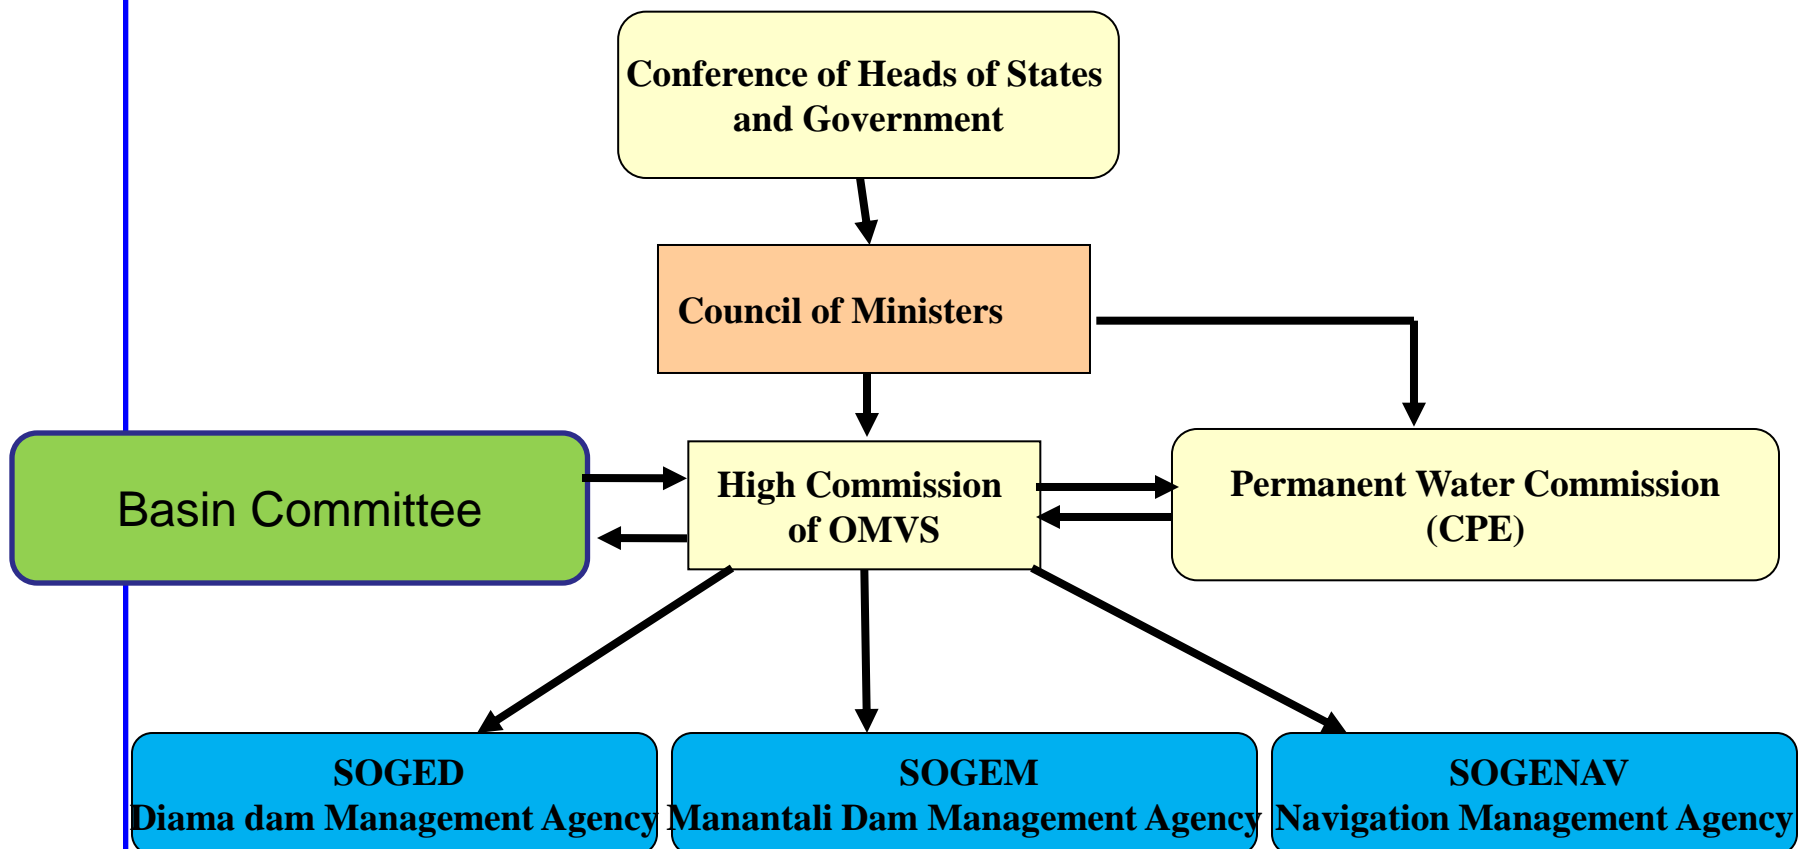 Conference of Heads of States
and Government
Council of Ministers
Basin Committee
High Commission
of OMVS
Permanent Water Commission
(CPE)
SOGED
Diama dam Management Agency
SOGEM
Manantali Dam Management Agency
SOGENAV
Navigation Management Agency